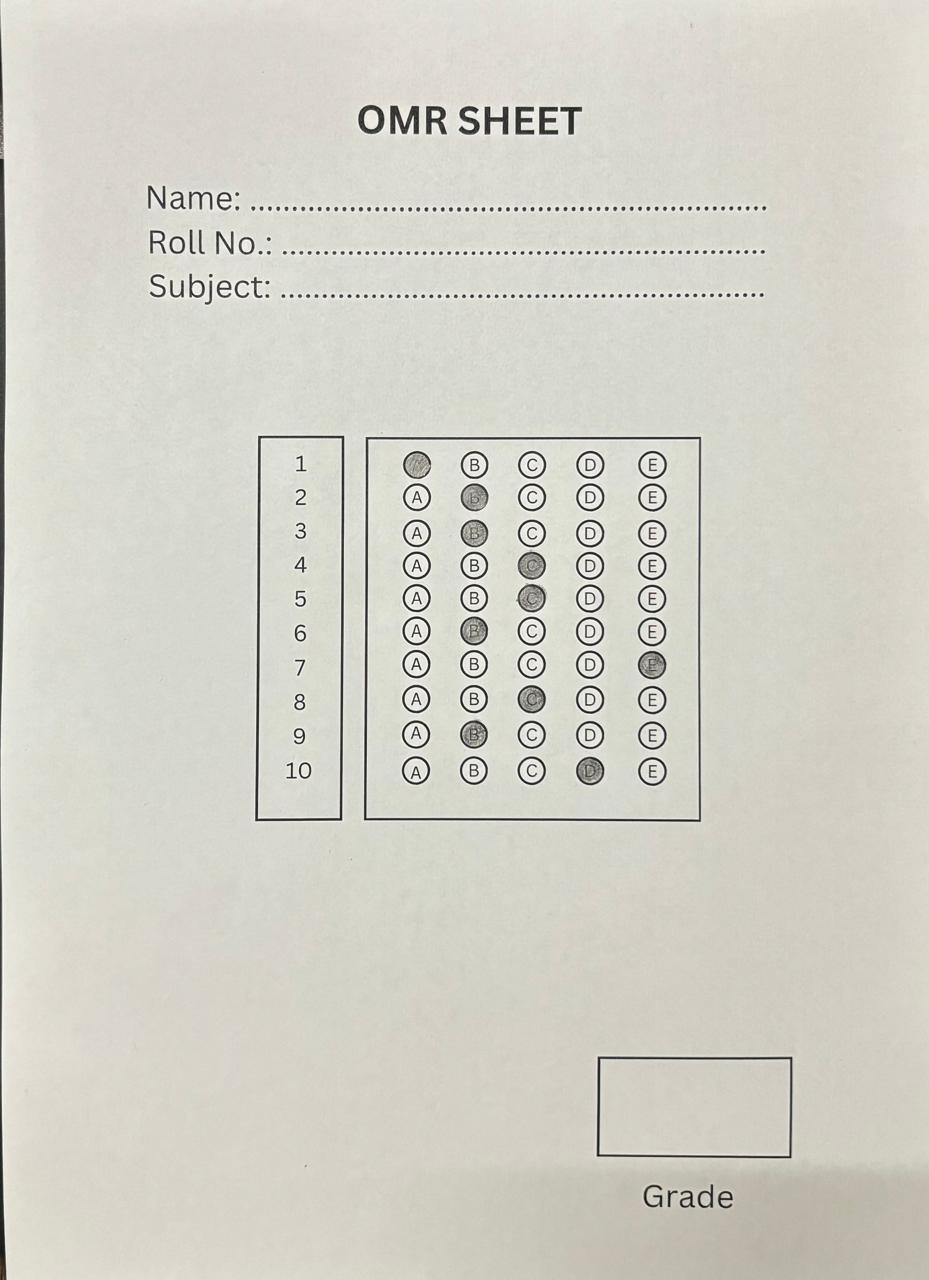 OMR SHEET
Name: ..............................................................
Roll No.: ..........................................................
Subject: ..........................................................
1 B C D E
2 A B C D E
3 A B C D E
4 A B C D E
5 A B C D E
6 A B C D E
7 A B C D E
8 A B C D E
9 A B C D E
10 A B C D E
Grade